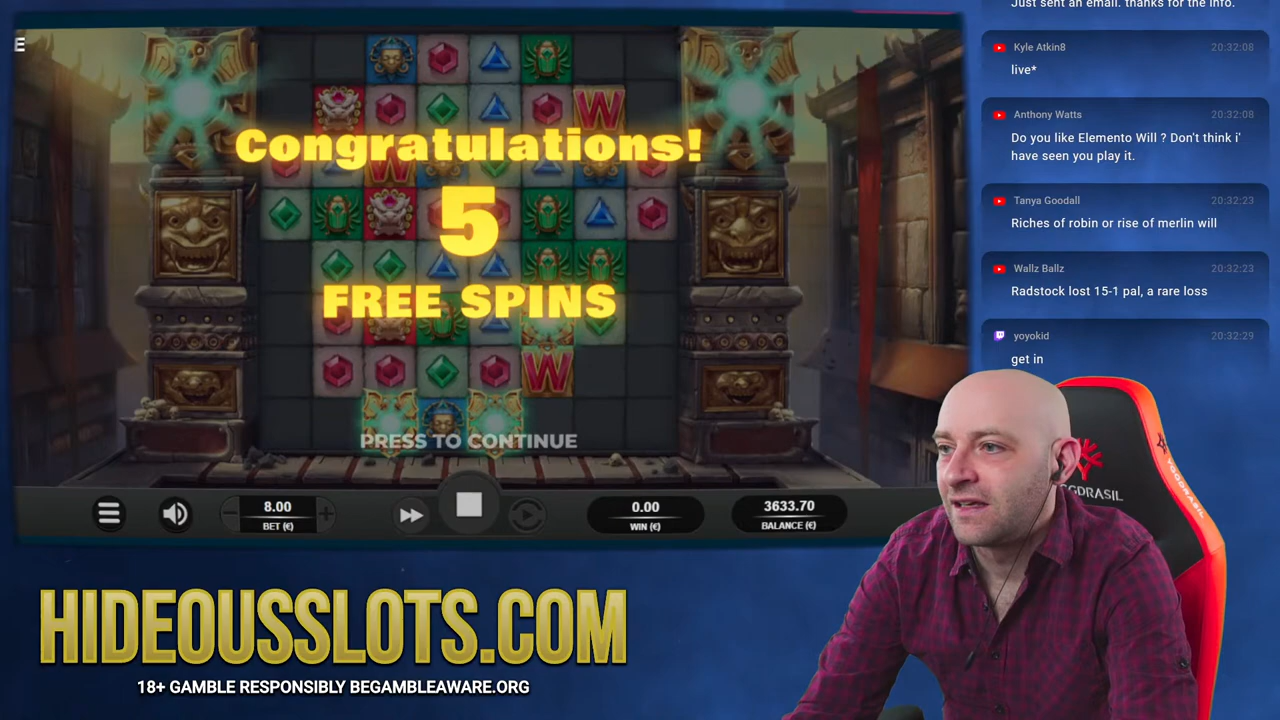 E
W
W
W
Congratulations!
5
FREE SPINS
PRESS TO CONTINUE
8.00
BET (€)
0.00
WIN (€)
3633.70
BALANCE (€)
HIDEOUSSLOTS.COM
18+ GAMBLE RESPONSIBLY BEGAMBLEAWARE.ORG
Just sent an email. thanks for the info.
Kyle Atkin8 20:32:08
live*
Anthony Watts 20:32:08
Do you like Elemento Will ? Don't think i'
have seen you play it.
Tanya Goodall 20:32:23
Riches of robin or rise of merlin will
Wallz Ballz 20:32:23
Radstock lost 15-1 pal, a rare loss
yoyokid 20:32:29
get in
GGDRASIL
YGGDRASIL